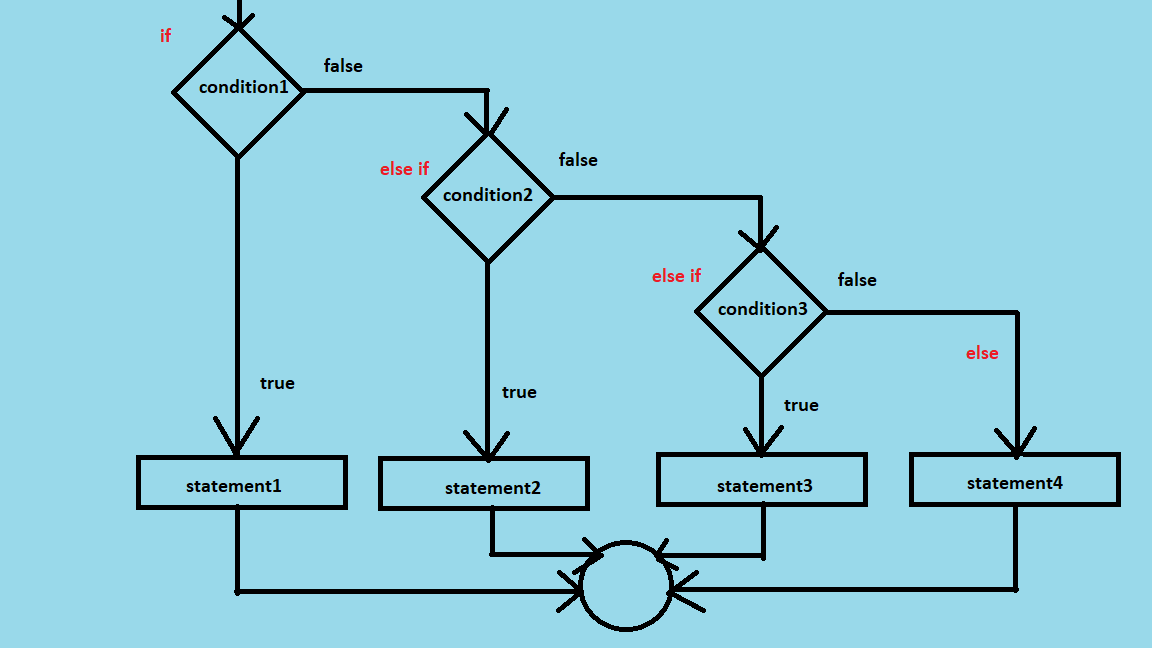 if
condition1
false
else if
condition2
false
else if
condition3
false
else
true
true
true
statement1
statement2
statement3
statement4